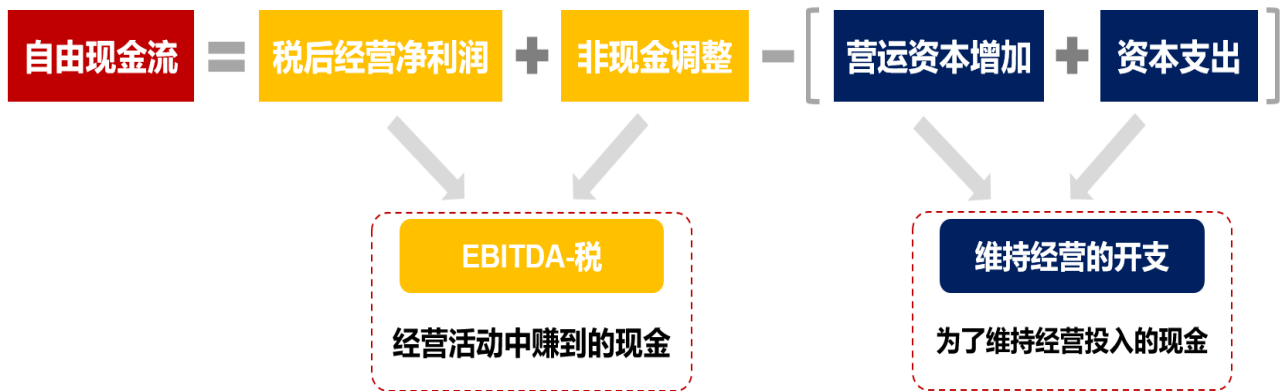 自由现金流 = 税后经营净利润 + 非现金调整 - [ 营运资本增加 + 资本支出 ]
EBITDA-税
维持经营的开支
经营活动中赚到的现金
为了维持经营投入的现金